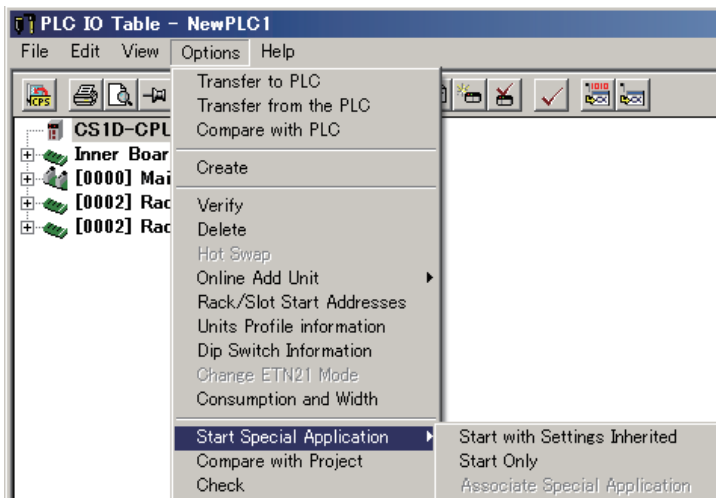 PLC IO Table - NewPLC1
File Edit View Options Help
CPS
1010
Transfer to PLC
Transfer from the PLC
Compare with PLC
Create
Verify
Delete
Hot Swap
Online Add Unit
Rack/Slot Start Addresses
Units Profile information
Dip Switch Information
Change ETN21 Mode
Consumption and Width
Start Special Application
Compare with Project
Check
Start with Settings Inherited
Start Only
Associate Special Application
CS1D-CPU
Inner Boar
[0000] Mai
[0002] Rac
[0002] Rac